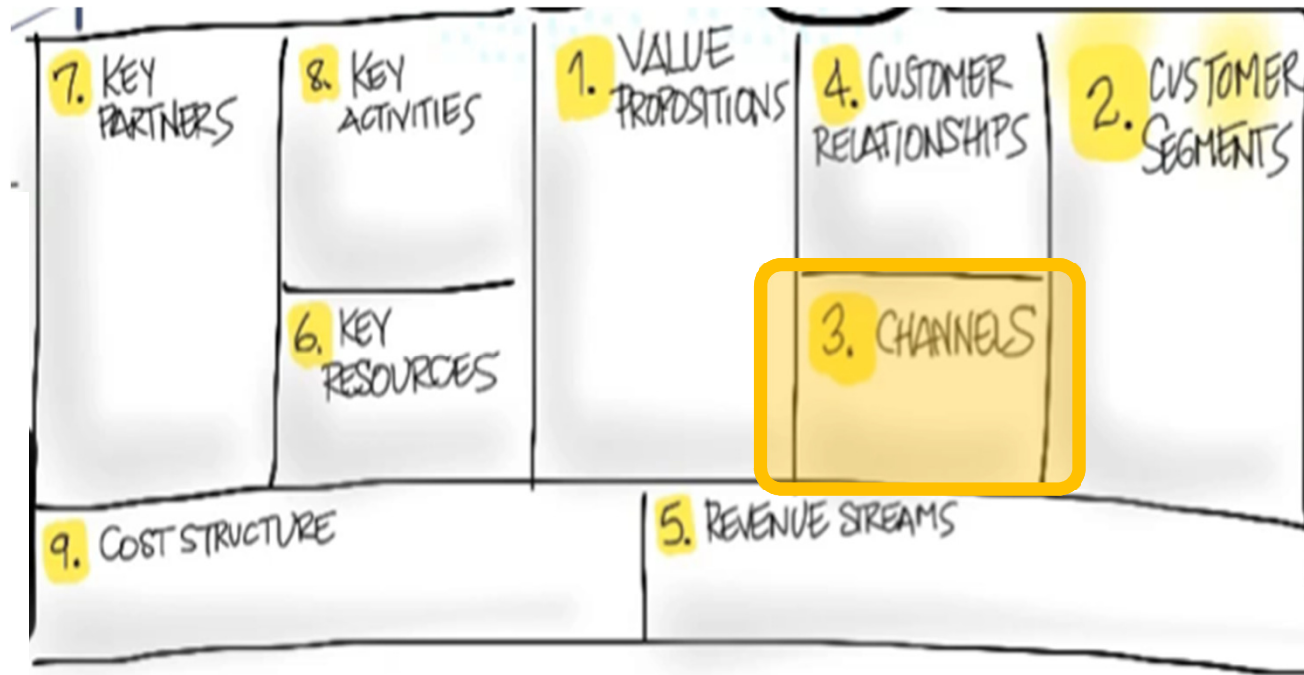 7. KEY
PARTNERS
8. KEY
ACTIVITIES
6. KEY
RESOURCES
1. VALUE
PROPOSITIONS
4. CUSTOMER
RELATIONSHIPS
3. CHANNELS
2. CUSTOMER
SEGMENTS
9. COST STRUCTURE
5. REVENUE STREAMS